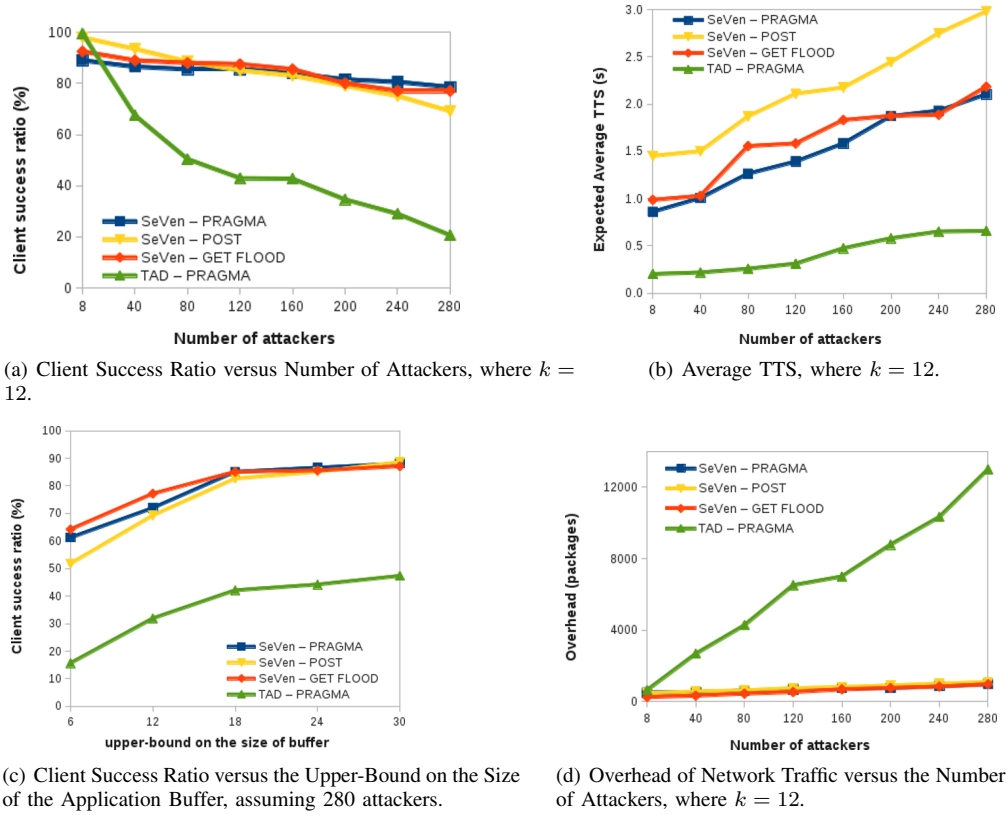 100
80
60
40
20
0
8 40 80 120 160 200 240 280
Client success ratio (%)
Number of attackers
SeVen – PRAGMA
SeVen – POST
SeVen – GET FLOOD
TAD – PRAGMA
(a) Client Success Ratio versus Number of Attackers, where k =
12.
3.0
2.5
2.0
1.5
1.0
0.5
0.0
8 40 80 120 160 200 240 280
Expected Average TTS (s)
Number of attackers
SeVen – PRAGMA
SeVen – POST
SeVen – GET FLOOD
TAD – PRAGMA
(b) Average TTS, where k = 12.
100
90
80
70
60
50
40
30
20
10
0
6 12 18 24 30
Client success ratio (%)
upper-bound on the size of buffer
SeVen – PRAGMA
SeVen – POST
SeVen – GET FLOOD
TAD – PRAGMA
(c) Client Success Ratio versus the Upper-Bound on the Size
of the Application Buffer, assuming 280 attackers.
12000
8000
4000
0
8 40 80 120 160 200 240 280
Overhead (packages)
Number of attackers
SeVen – PRAGMA
SeVen – POST
SeVen – GET FLOOD
TAD – PRAGMA
(d) Overhead of Network Traffic versus the Number
of Attackers, where k = 12.